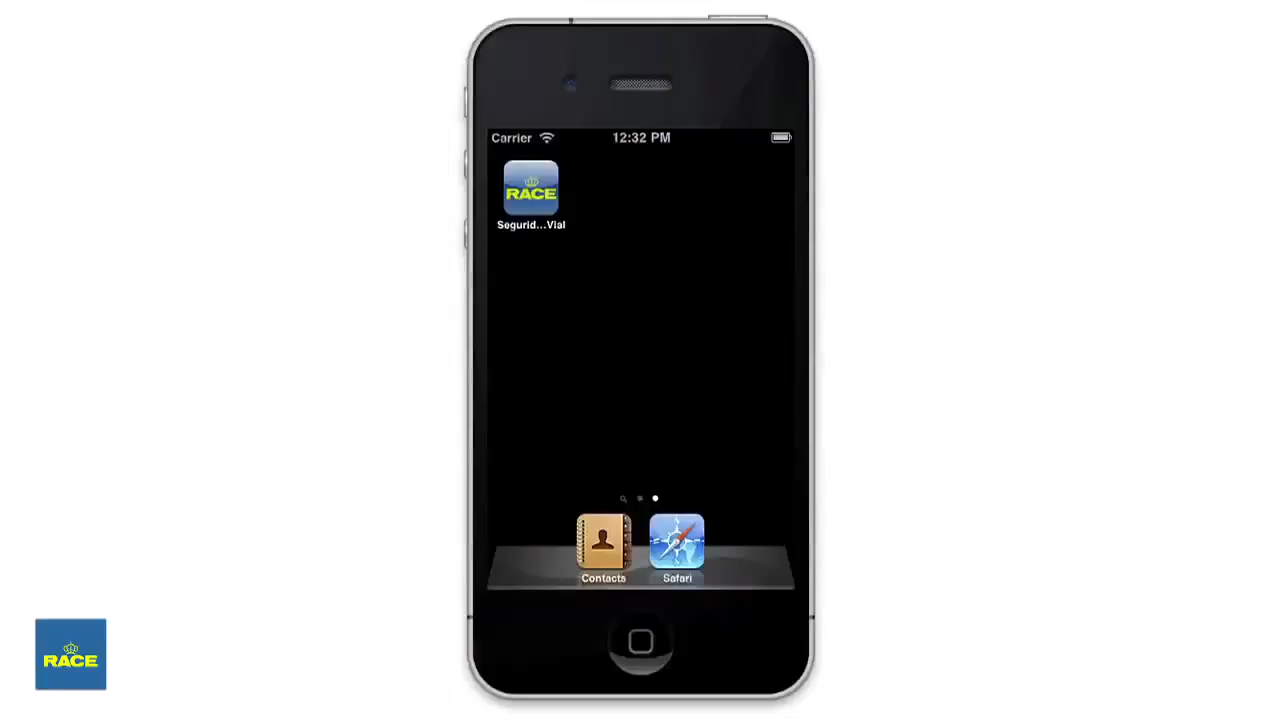 Carrier
12:32 PM
RACE
Segurid...Vial
Contacts
Safari
RACE